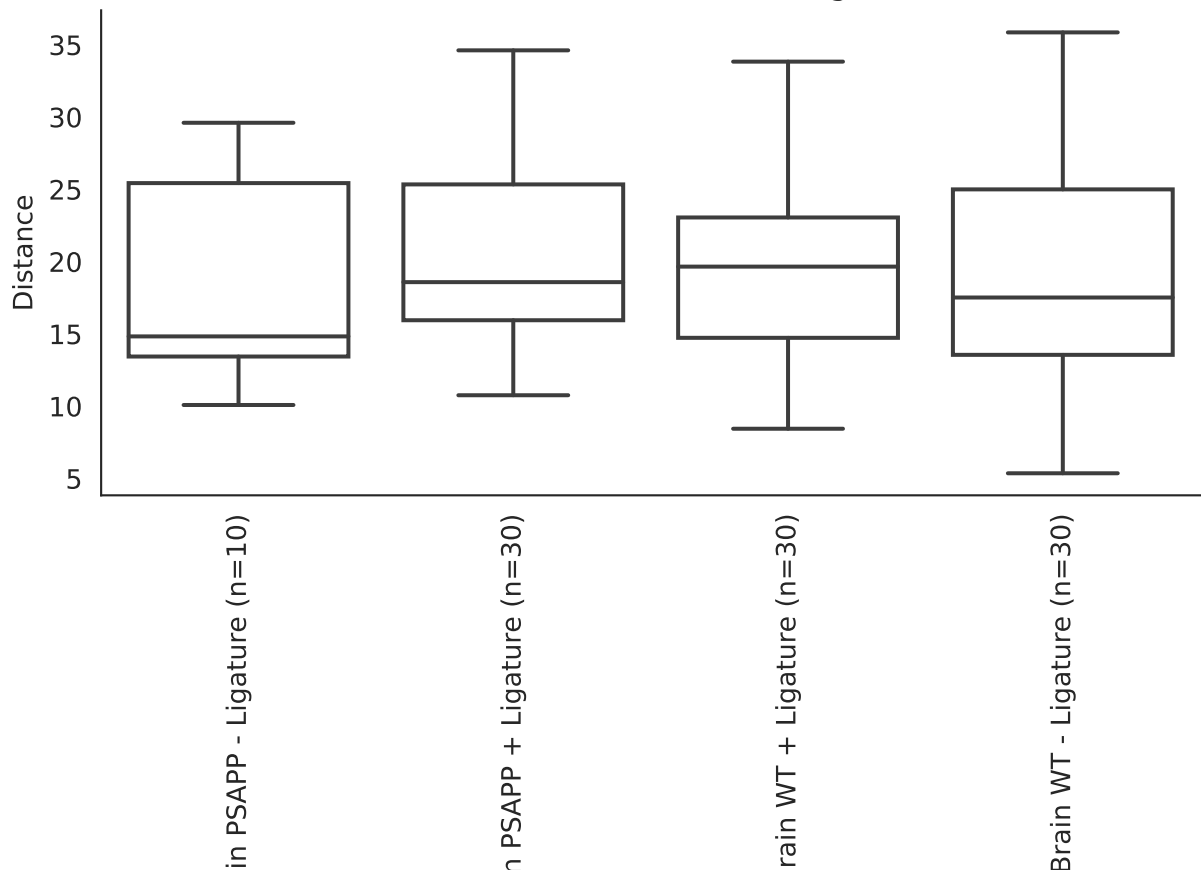 35
30
25
20
15
10
5
Distance
in PSAPP - Ligature (n=10)
PSAPP + Ligature (n=30)
rain WT + Ligature (n=30)
Brain WT - Ligature (n=30)